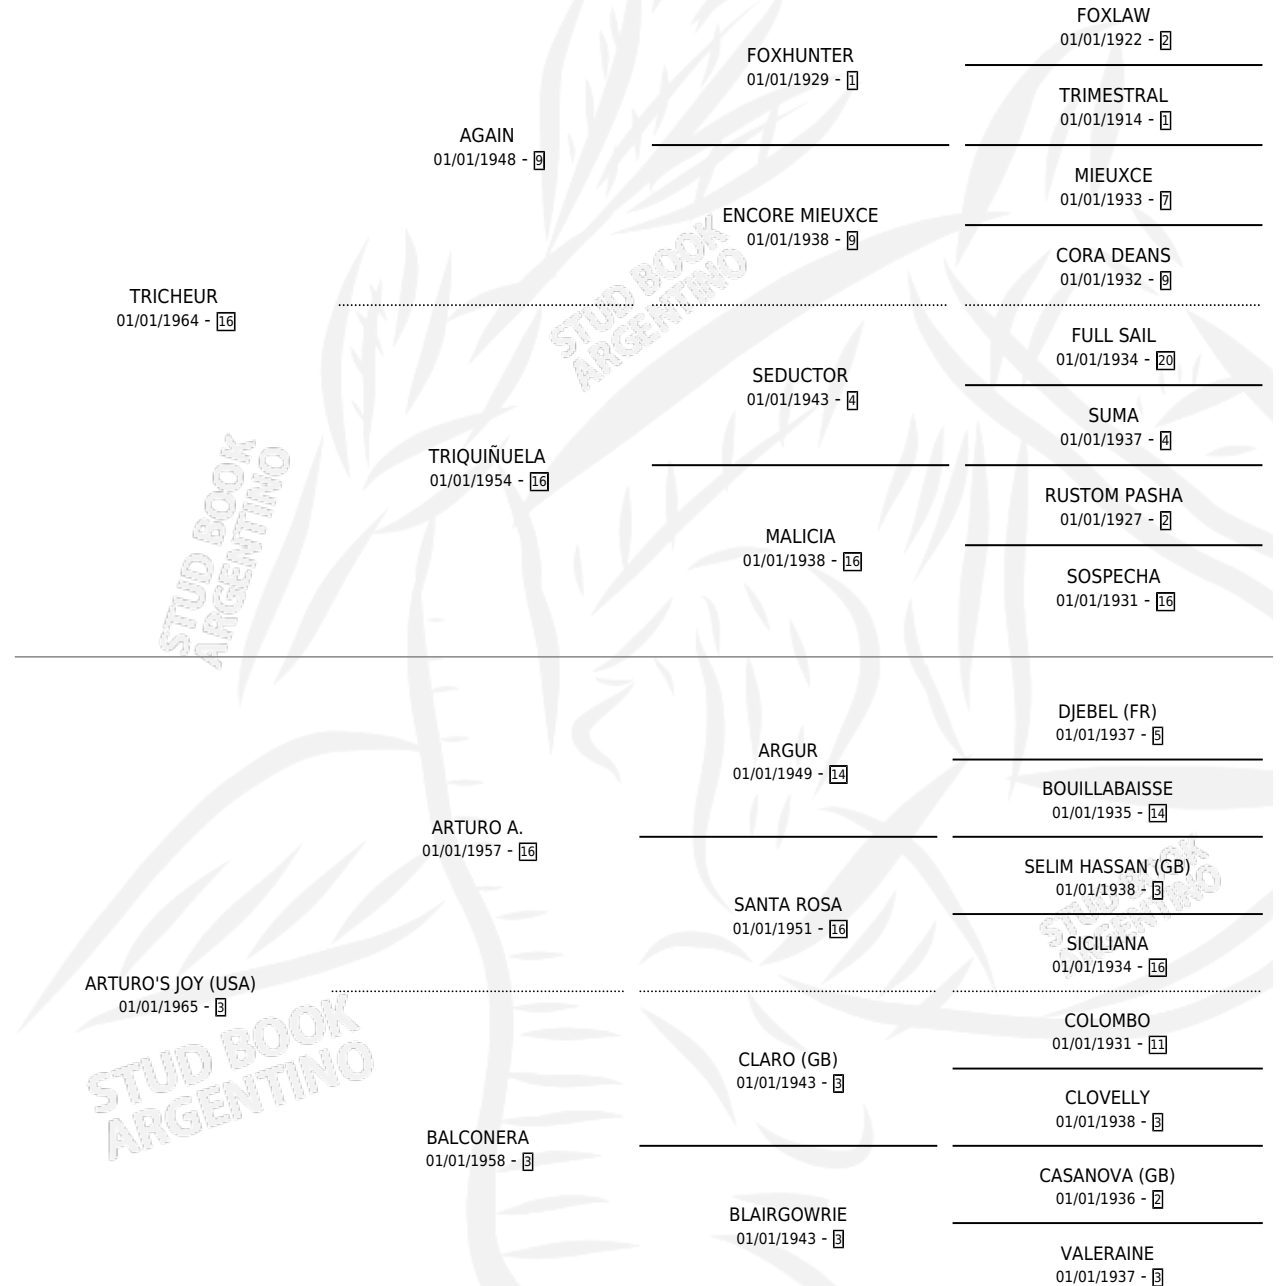 FOXLAW
01/01/1922 - 2
FOXHUNTER
01/01/1929 - 1
TRIMESTRAL
01/01/1914 - 1
AGAIN
01/01/1948 - 9
MIEUXCE
01/01/1933 - 7
ENCORE MIEUXCE
01/01/1938 - 9
CORA DEANS
01/01/1932 - 9
TRICHEUR
01/01/1964 - 16
STUD BOOK
ARGENTINO
FULL SAIL
01/01/1934 - 20
SEDUCTOR
01/01/1943 - 4
SUMA
01/01/1937 - 4
TRIQUIÑUELA
01/01/1954 - 16
RUSTOM PASHA
01/01/1927 - 2
MALICIA
01/01/1938 - 16
SOSPECHA
01/01/1931 - 16
STUD BOOK
ARGENTINO
DJEBEL (FR)
01/01/1937 - 5
ARGUR
01/01/1949 - 14
BOUILLABAISSE
01/01/1935 - 14
ARTURO A.
01/01/1957 - 16
SELIM HASSAN (GB)
01/01/1938 - 3
STUD BOOK
ARGENTINO
SANTA ROSA
01/01/1951 - 16
SICILIANA
01/01/1934 - 16
ARTURO'S JOY (USA)
01/01/1965 - 3
STUD BOOK
ARGENTINO
COLOMBO
01/01/1931 - 11
CLARO (GB)
01/01/1943 - 3
CLOVELLY
01/01/1938 - 3
BALCONERA
01/01/1958 - 3
CASANOVA (GB)
01/01/1936 - 2
BLAIRGOWRIE
01/01/1943 - 3
VALERAINE
01/01/1937 - 3